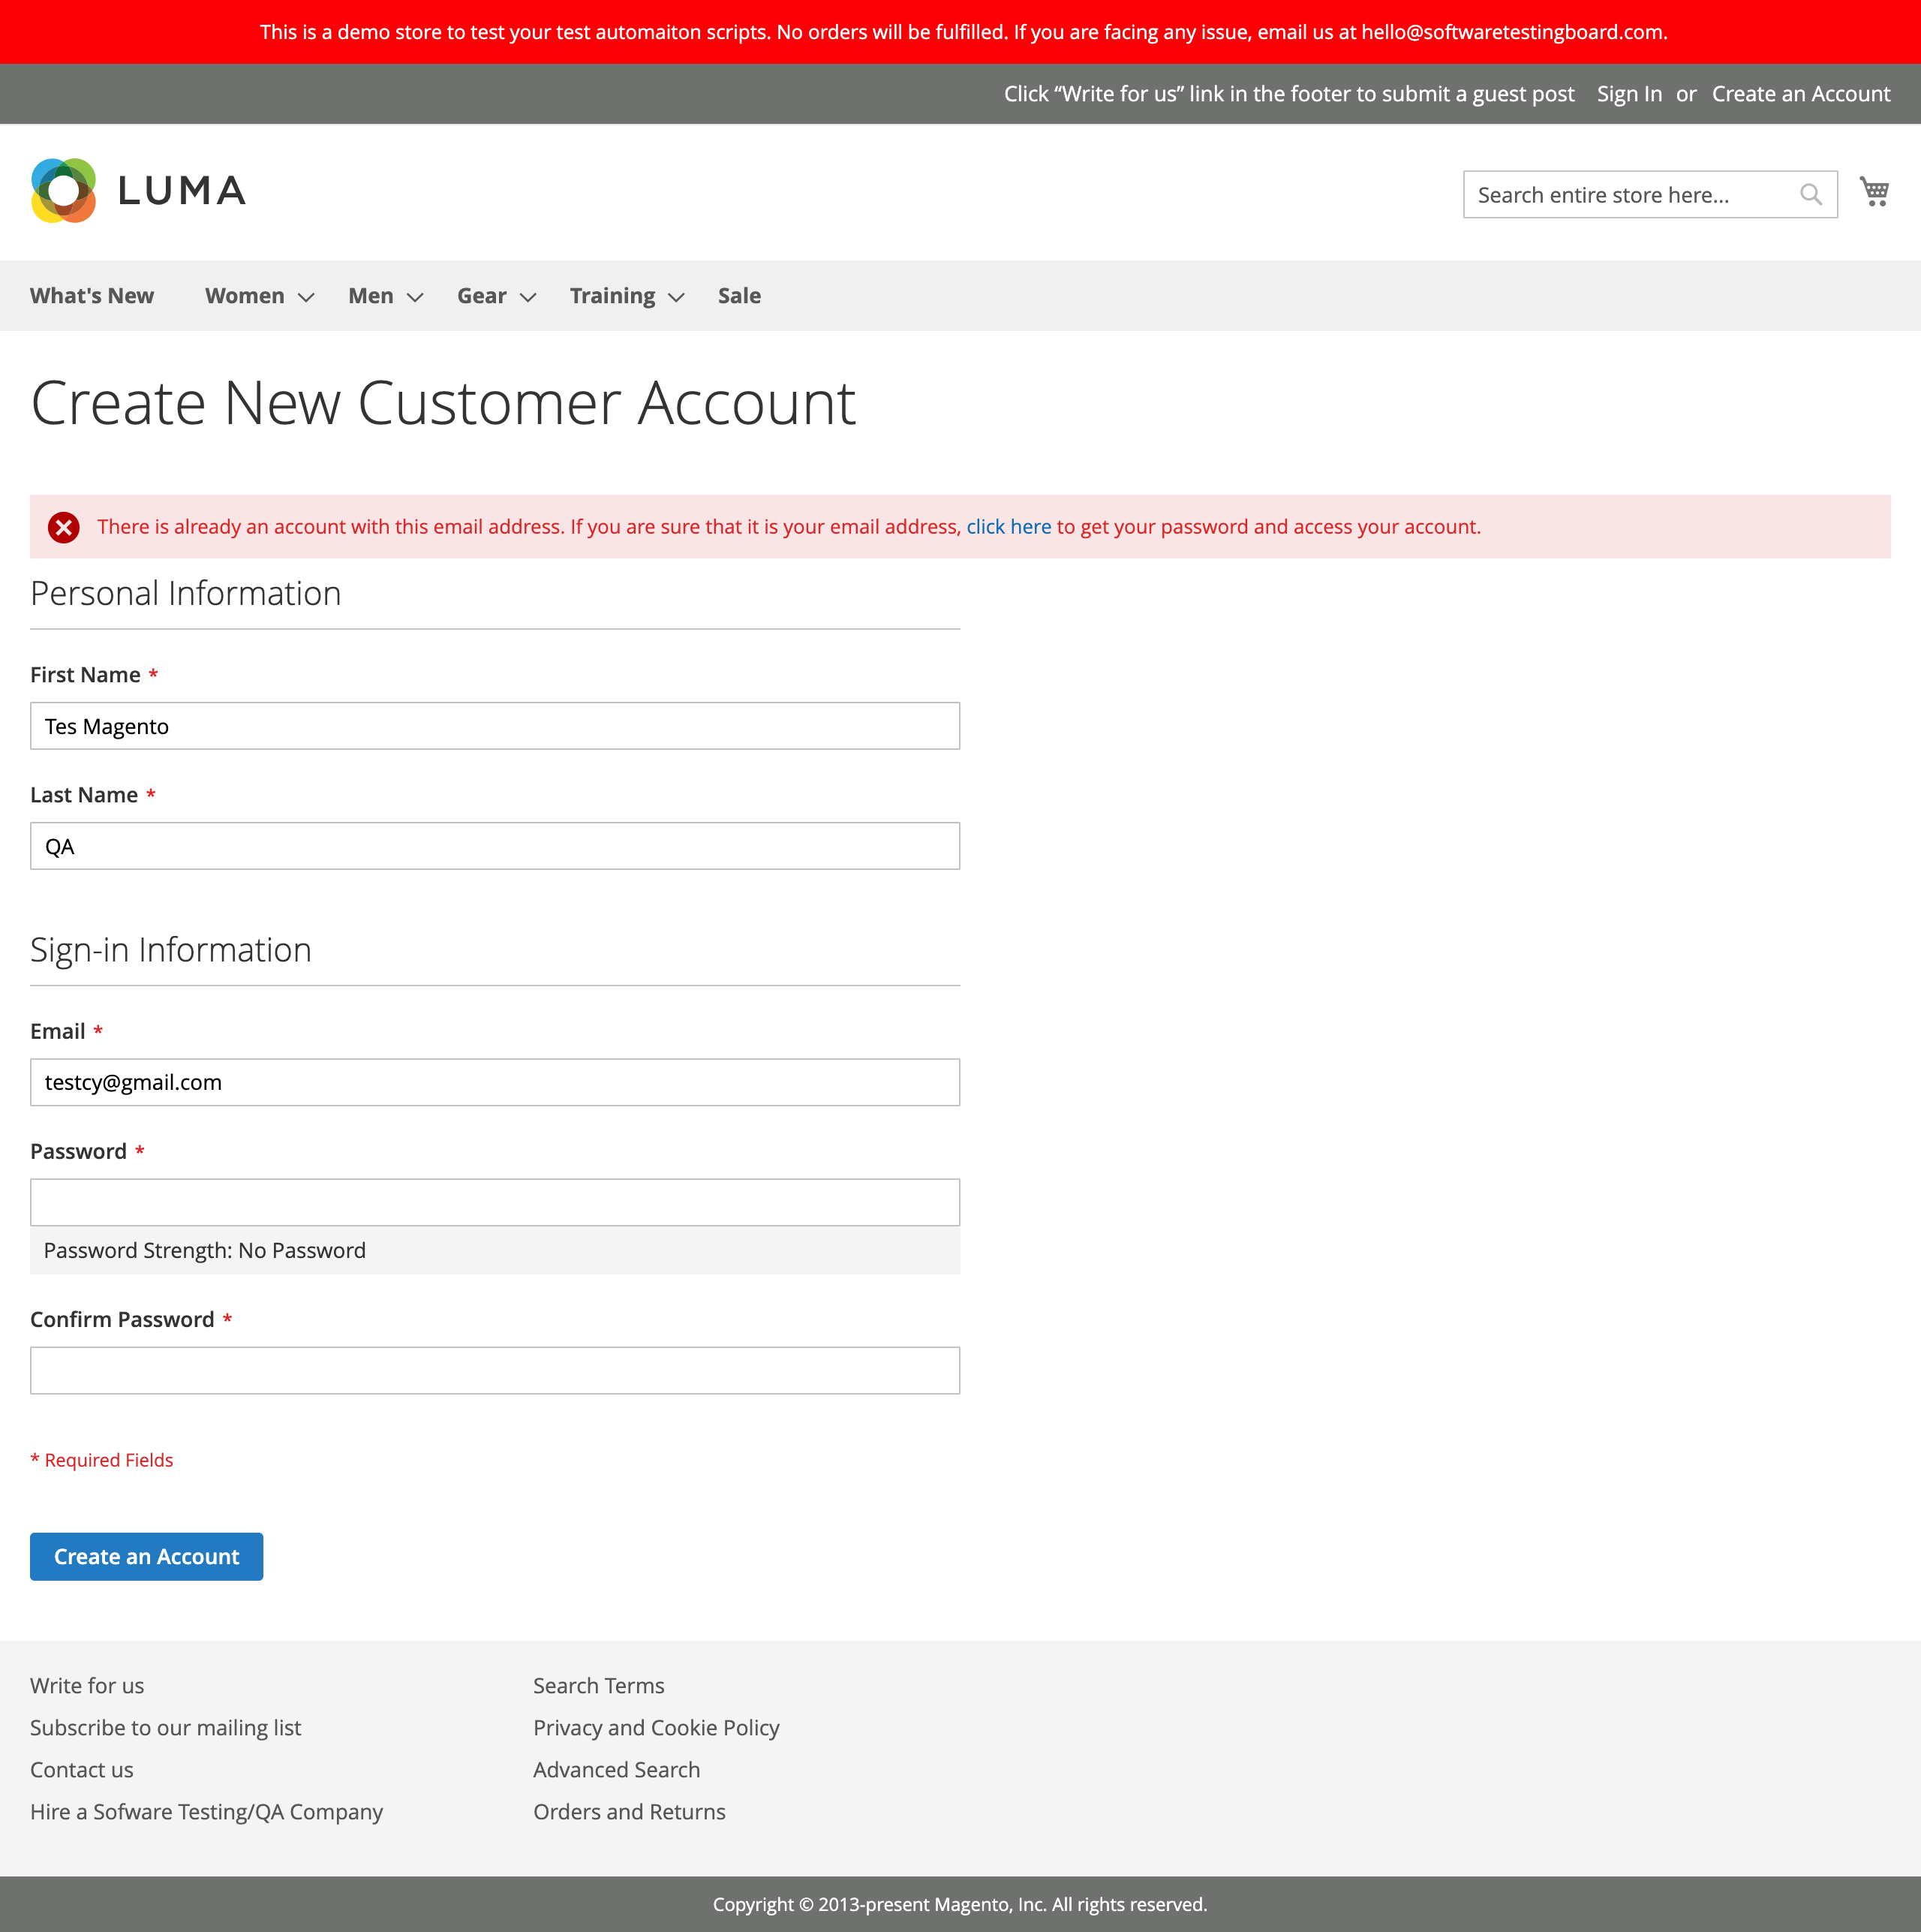 This is a demo store to test your test automaiton scripts. No orders will be fulfilled. If you are facing any issue, email us at hello@softwaretestingboard.com.
Click “Write for us” link in the footer to submit a guest post Sign In or Create an Account
LUMA
Search entire store here...
What's New Women Men Gear Training Sale
Create New Customer Account
There is already an account with this email address. If you are sure that it is your email address, click here to get your password and access your account.
Personal Information
First Name *
Tes Magento
Last Name *
QA
Sign-in Information
Email *
testcy@gmail.com
Password *
Password Strength: No Password
Confirm Password *
* Required Fields
Create an Account
Write for us
Subscribe to our mailing list
Contact us
Hire a Sofware Testing/QA Company
Search Terms
Privacy and Cookie Policy
Advanced Search
Orders and Returns
Copyright © 2013-present Magento, Inc. All rights reserved.